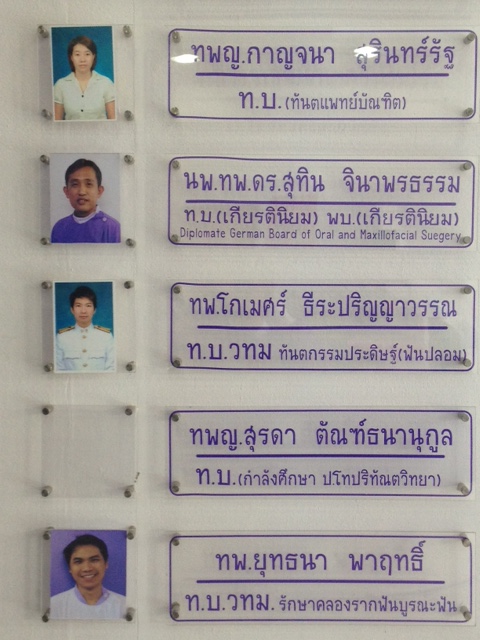 ทพญ.กาญจนา สุรินทร์รัฐ
ท.บ.(ทันตแพทย์บัณฑิต)
นพ.ทพ.ดร.สุทิน จินาพรธรรม
ท.บ.(เกียรตินิยม) พบ.(เกียรตินิยม)
Diplomate German Board of Oral and Maxillofacial Suegery
ทพ.โกเมศร์ ธีระปริญญาวรรณ
ท.บ.วทม ทันตกรรมประดิษฐ์(ฟันปลอม)
ทพญ.สุรดา ตัณฑ์ธนานุกูล
ท.บ.(กำลังศึกษา ปโทปริทัณตวิทยา)
ทพ.ยุทธนา พาฤทธิ์
ท.บ.วทม. รักษาคลองรากฟันบูรณะฟัน